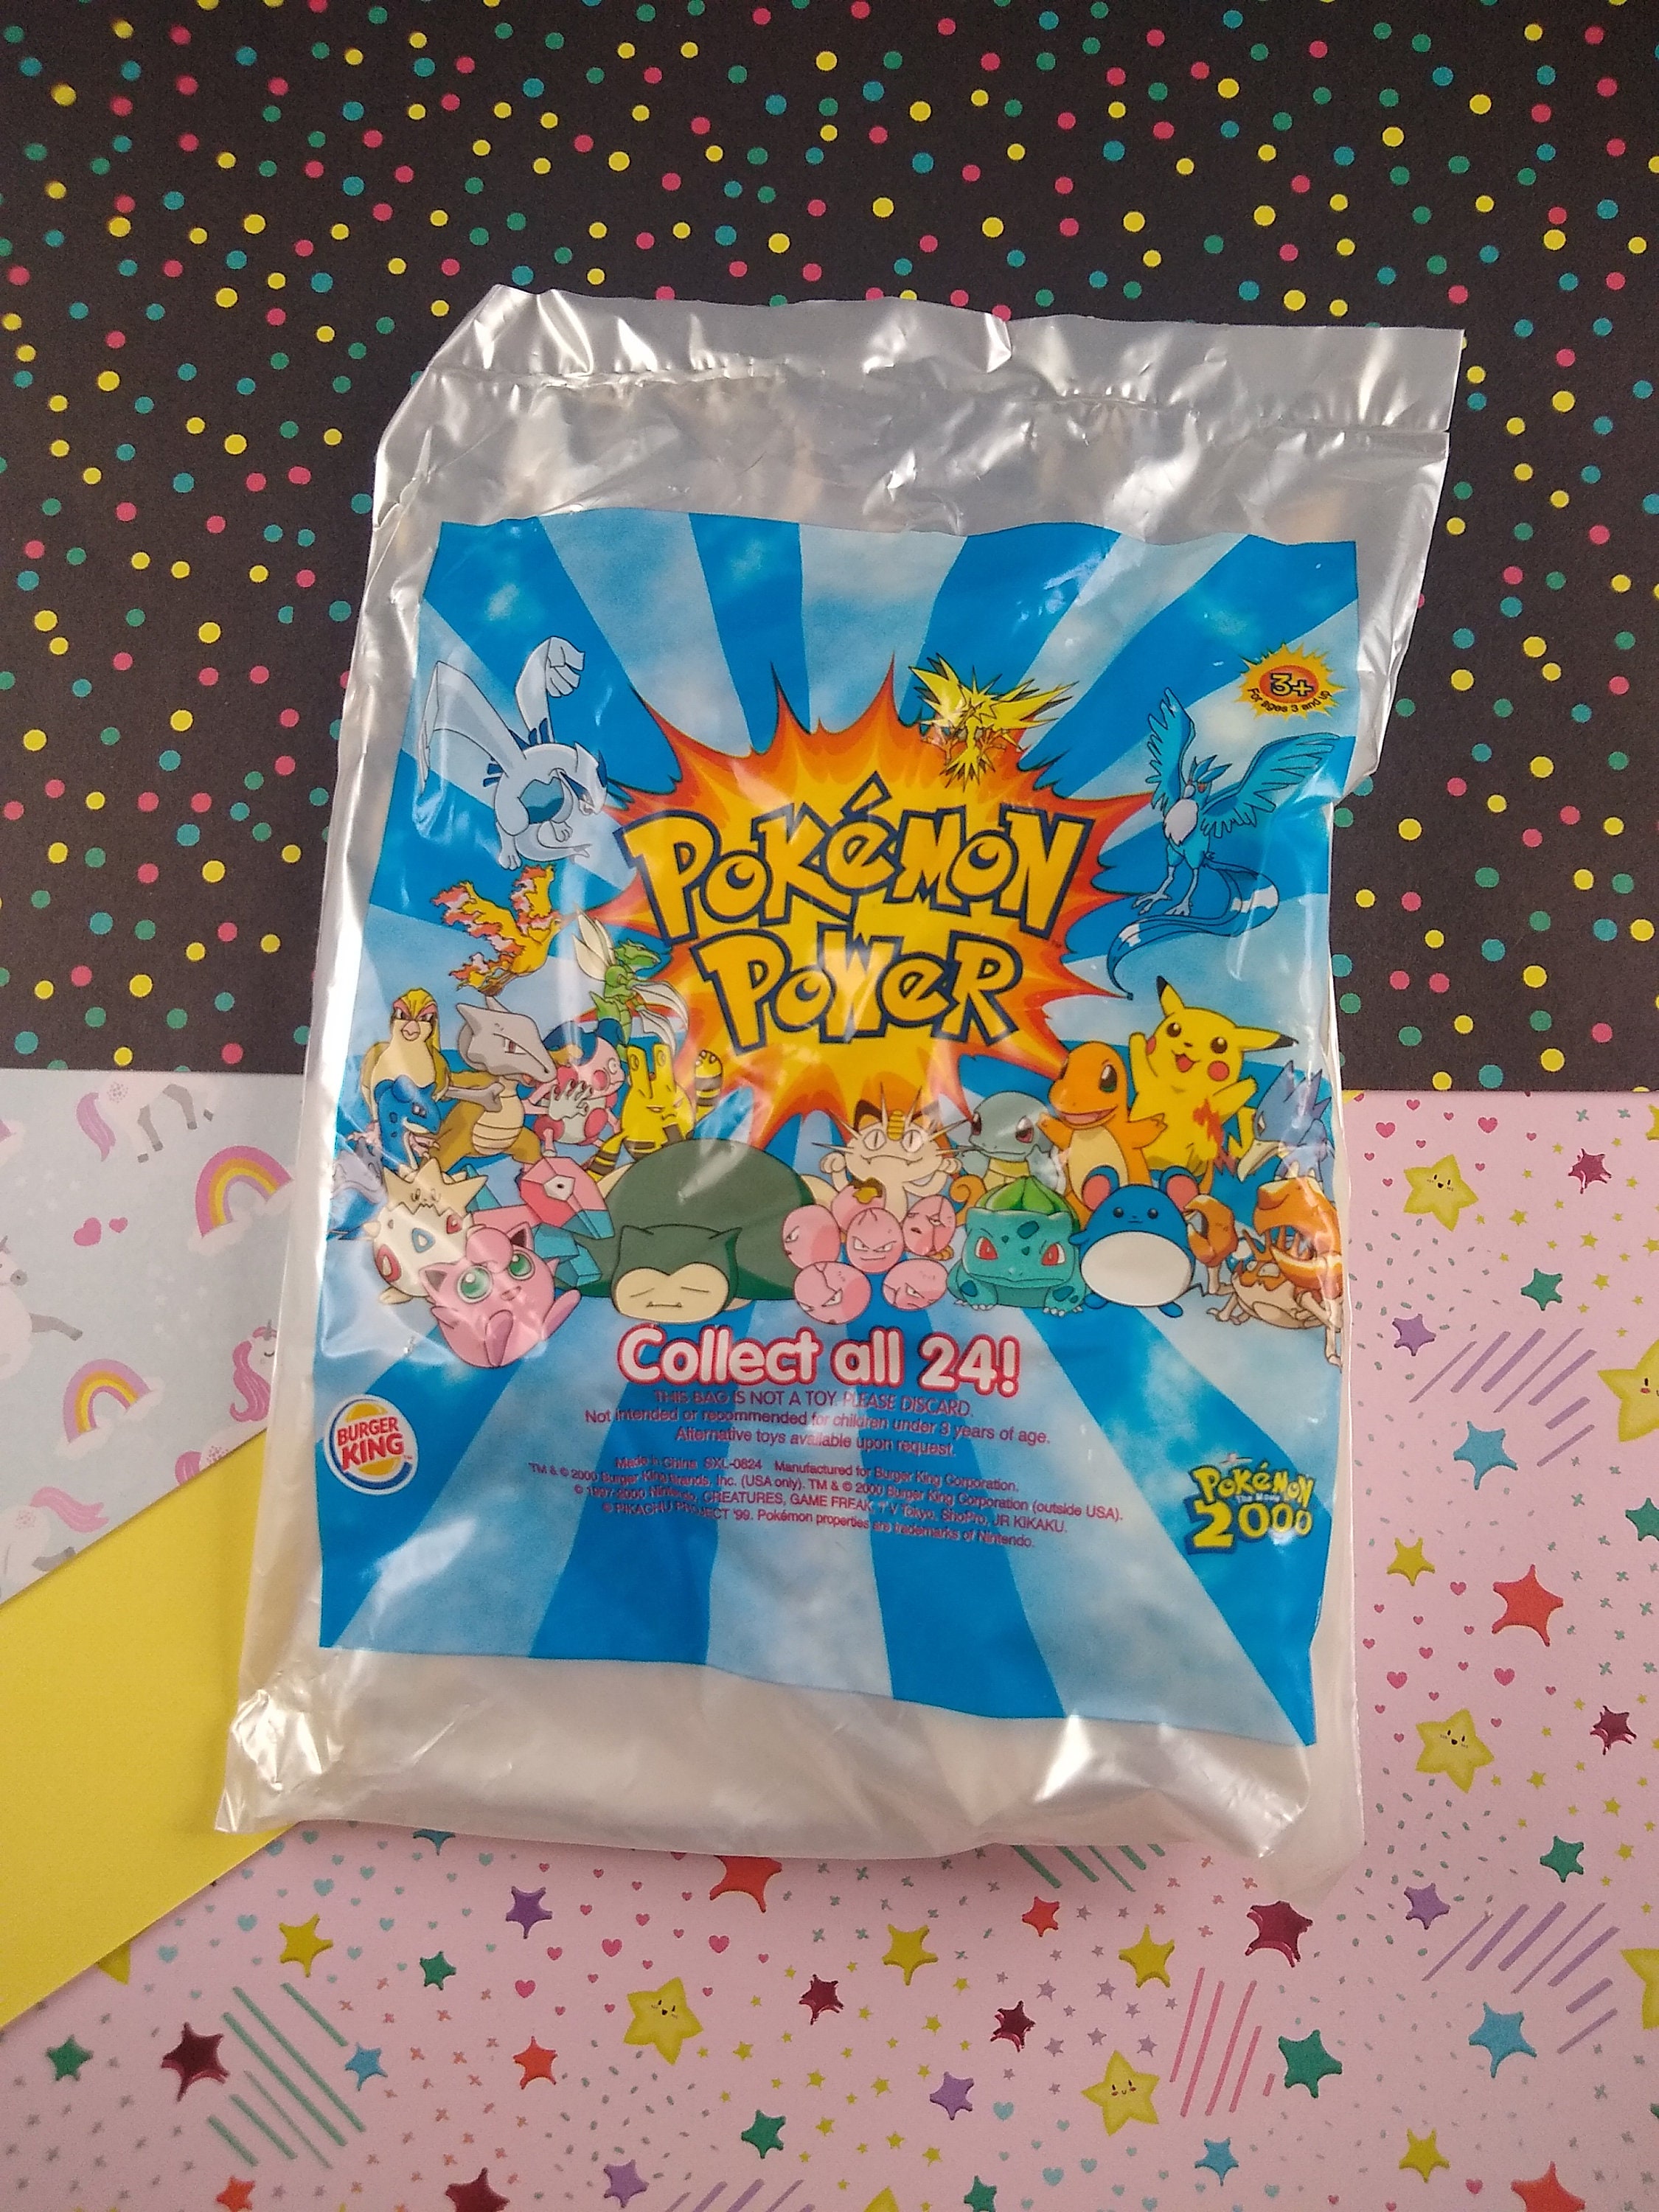 3+
For ages 3 and up
POKéMON
POWeR
Collect all 24!
THIS BAG IS NOT A TOY. PLEASE DISCARD.
Not intended or recommended for children under 3 years of age.
Alternative toys available upon request.
Made in China SXL-0824 Manufactured for Burger King Corporation.
TM & © 2000 Burger King Brands, Inc. (USA only). TM & © 2000 Burger King Corporation (outside USA).
© 1997-2000 Nintendo, CREATURES, GAME FREAK, TV Tokyo, ShoPro, JR KIKAKU.
© PIKACHU PROJECT '99. Pokémon properties are trademarks of Nintendo.
BURGER
KING
POKéMON
The Movie
2000